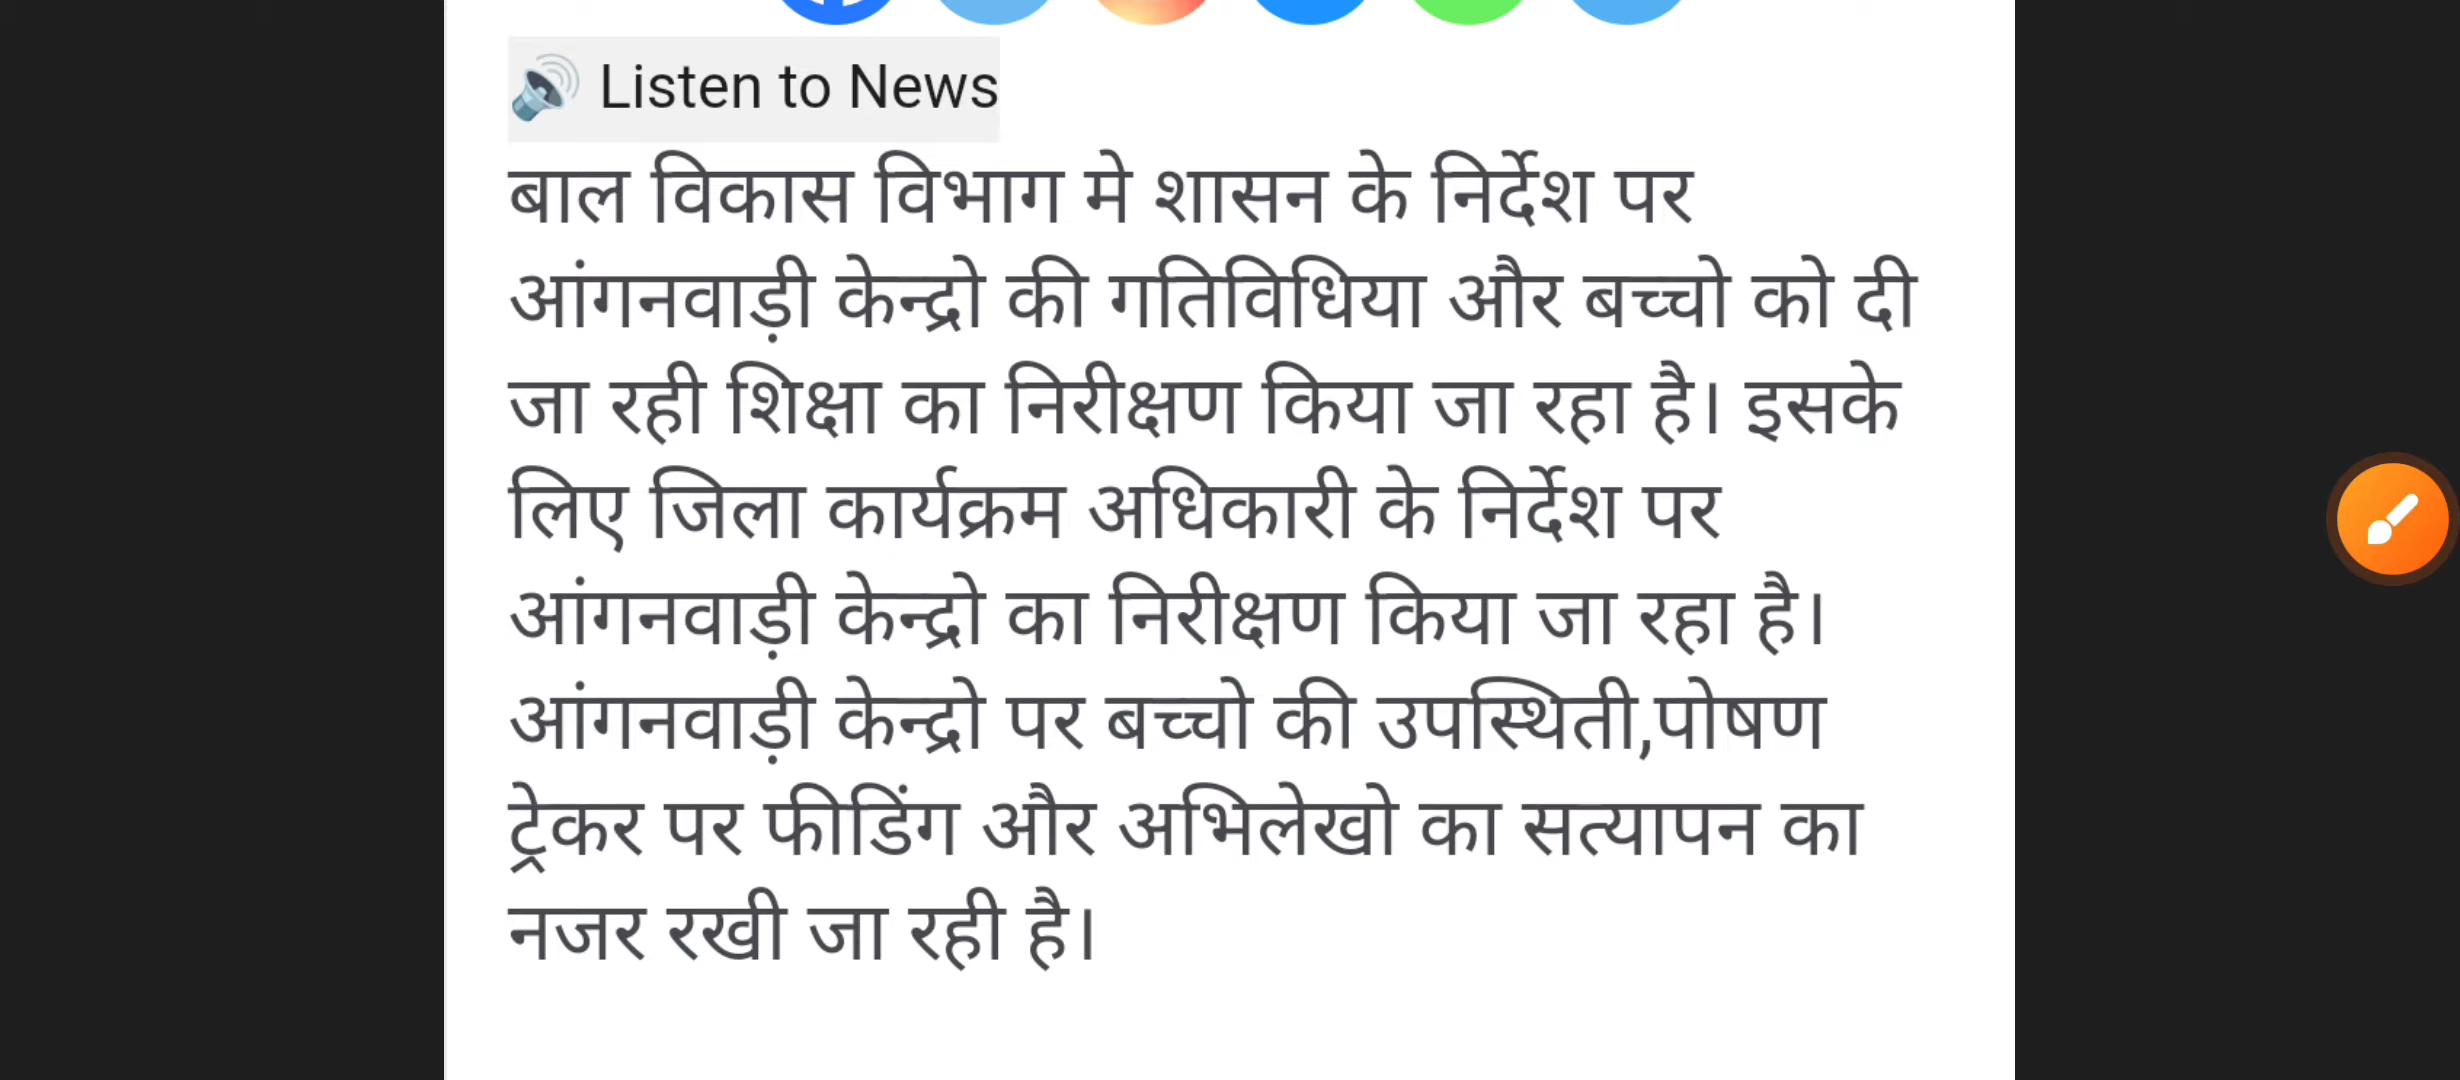 Listen to News
बाल विकास विभाग मे शासन के निर्देश पर
आंगनवाड़ी केन्द्रो की गतिविधिया और बच्चो को दी
जा रही शिक्षा का निरीक्षण किया जा रहा है। इसके
लिए जिला कार्यक्रम अधिकारी के निर्देश पर
आंगनवाड़ी केन्द्रो का निरीक्षण किया जा रहा है।
आंगनवाड़ी केन्द्रो पर बच्चो की उपस्थिती,पोषण
ट्रेकर पर फीडिंग और अभिलेखो का सत्यापन का
नजर रखी जा रही है।